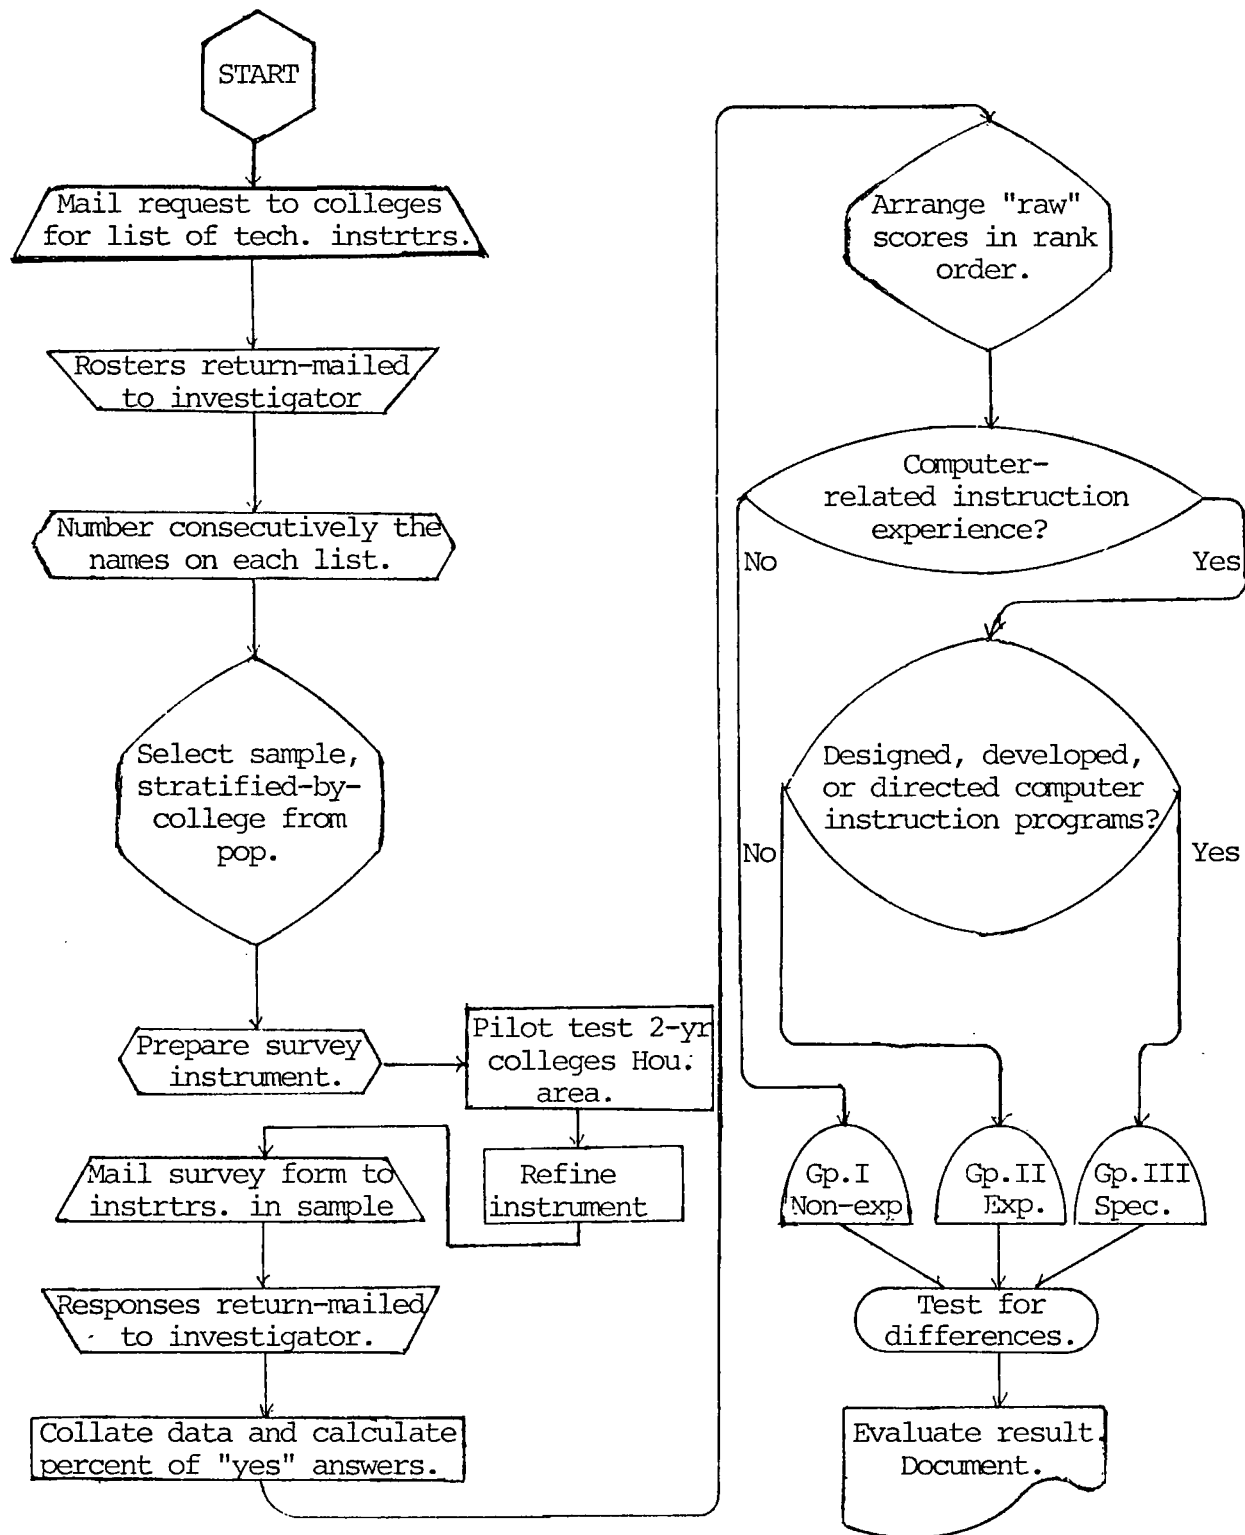 START
Mail request to colleges
for list of tech. instrtrs.
Rosters return-mailed
to investigator
Number consecutively the
names on each list.
Select sample,
stratified-by-
college from
pop.
Prepare survey
instrument.
Pilot test 2-yr
colleges Hou.
area.
Refine
instrument
Mail survey form to
instrtrs. in sample
Responses return-mailed
to investigator.
Collate data and calculate
percent of "yes" answers.
Arrange "raw"
scores in rank
order.
Computer-
related instruction
experience?
No
Yes
Designed, developed,
or directed computer
instruction programs?
No
Yes
Gp.I
Non-exp
Gp.II
Exp.
Gp.III
Spec.
Test for
differences.
Evaluate result.
Document.